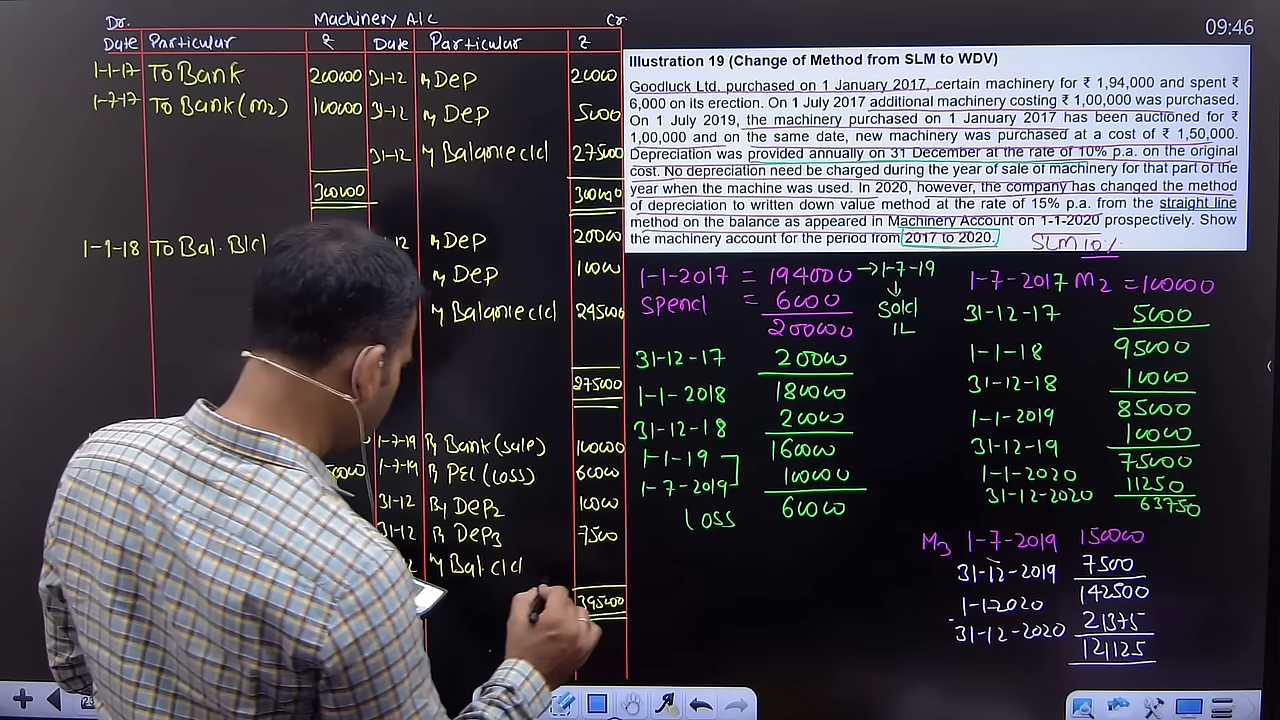 09:46
Dr. Machinery A/c Cr.
Date Particular ₹ Date Particular ₹
1-1-17 To Bank 200000 31-12 By Dep 20000
1-7-17 To Bank (M2) 100000 31-12 By Dep 5000
31-12 By Balance c/d 275000
300000 300000
1-1-18 To Bal. B/d By Dep 20000
By Dep 10000
By Balance c/d 245000
275000
1-7-19 By Bank (sale) 100000
1-7-19 By P&L (loss) 60000
31-12 By Dep2 10000
31-12 By Dep3 7500
By Bal. c/d
395000
Illustration 19 (Change of Method from SLM to WDV)
Goodluck Ltd. purchased on 1 January 2017, certain machinery for ₹ 1,94,000 and spent ₹
6,000 on its erection. On 1 July 2017 additional machinery costing ₹ 1,00,000 was purchased.
On 1 July 2019, the machinery purchased on 1 January 2017 has been auctioned for ₹
1,00,000 and on the same date, new machinery was purchased at a cost of ₹ 1,50,000.
Depreciation was provided annually on 31 December at the rate of 10% p.a. on the original
cost. No depreciation need be charged during the year of sale of machinery for that part of the
year when the machine was used. In 2020, however, the company has changed the method
of depreciation to written down value method at the rate of 15% p.a. from the straight line
method on the balance as appeared in Machinery Account on 1-1-2020 prospectively. Show
the machinery account for the period from 2017 to 2020.
SLM 10%
1-1-2017 = 194000 → 1-7-19
Spend = 6000 ↓
200000 Sold
1L
31-12-17 20000
1-1-2018 180000
31-12-18 20000
1-1-19 160000
1-7-2019 100000
Loss 60000
1-7-2017 M2 = 100000
31-12-17 5000
1-1-18 95000
31-12-18 10000
1-1-2019 85000
31-12-19 10000
1-1-2020 75000
31-12-2020 11250
63750
M3 1-7-2019 150000
31-12-2019 7500
1-1-2020 142500
31-12-2020 21375
121125